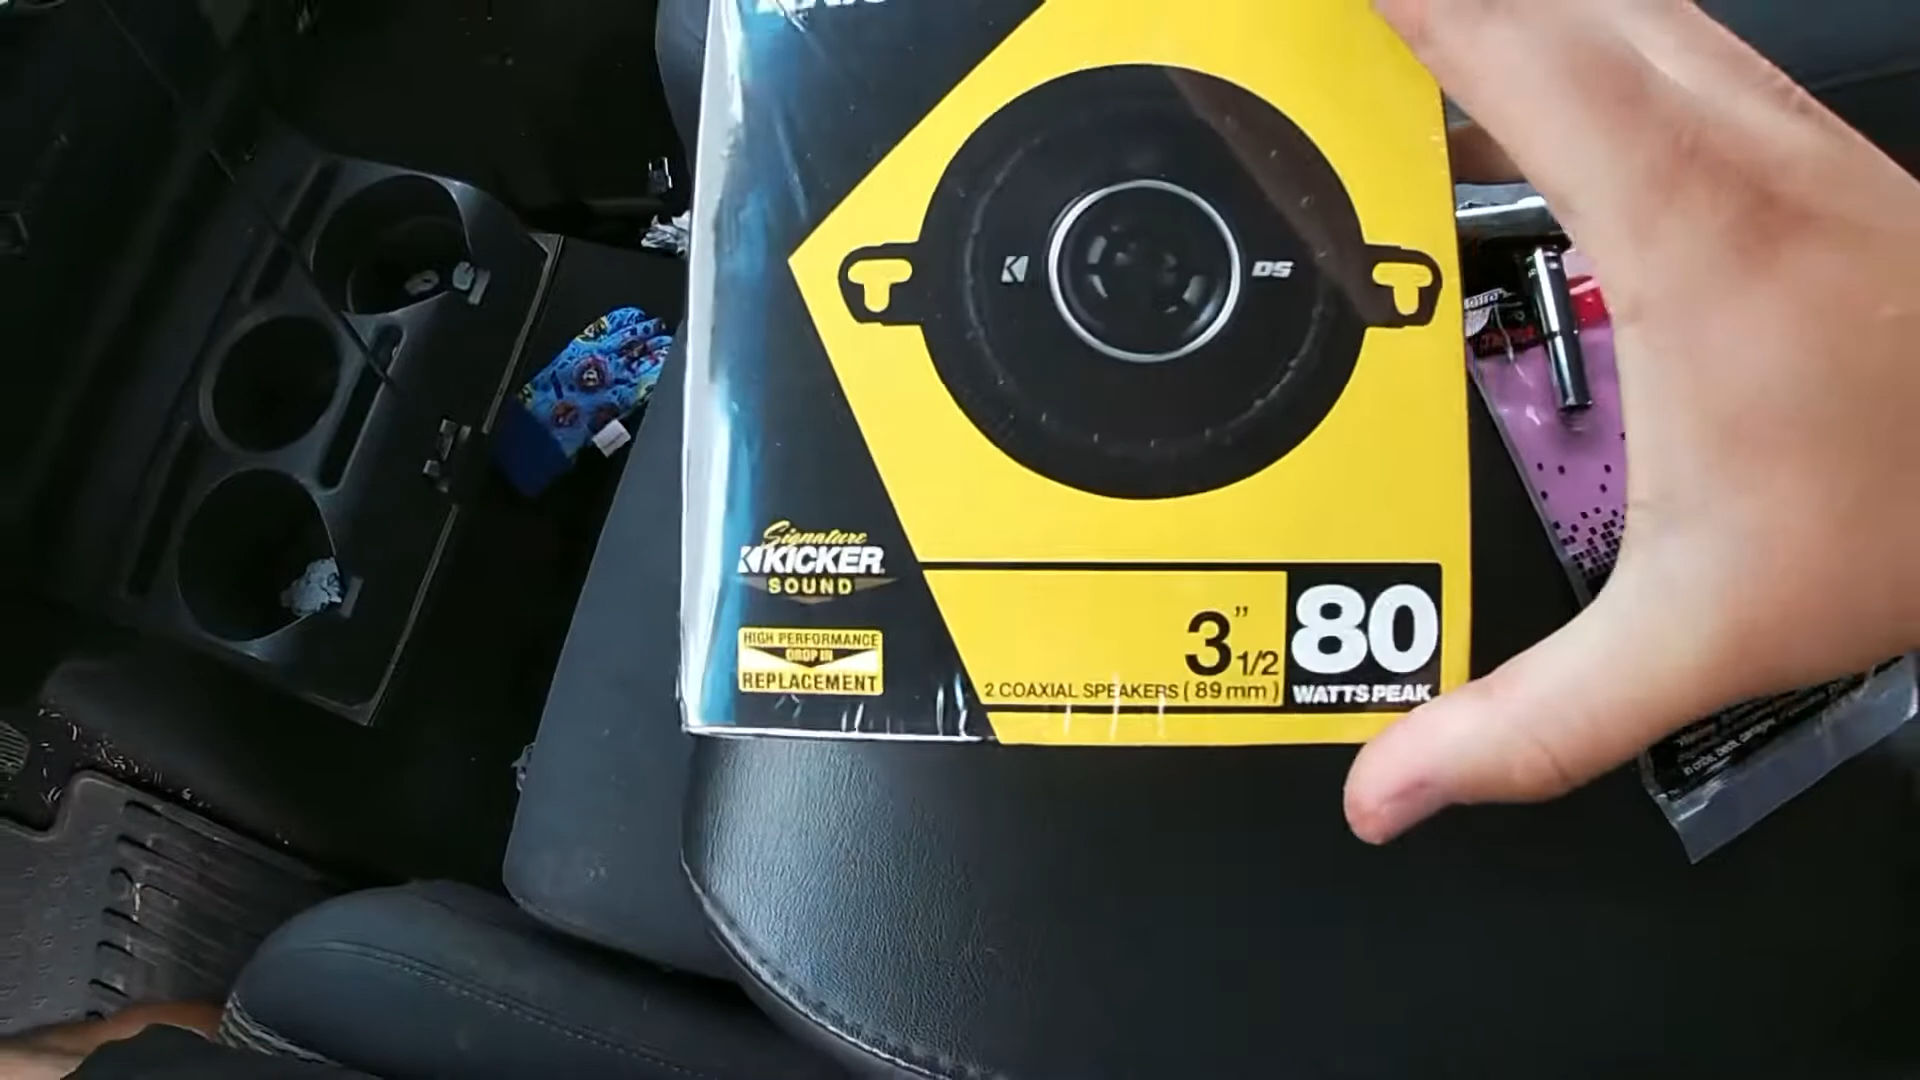 DS
Signature
KICKER
SOUND
HIGH PERFORMANCE
DROP IN
REPLACEMENT
3" 1/2
2 COAXIAL SPEAKERS (89mm)
80
WATTS PEAK